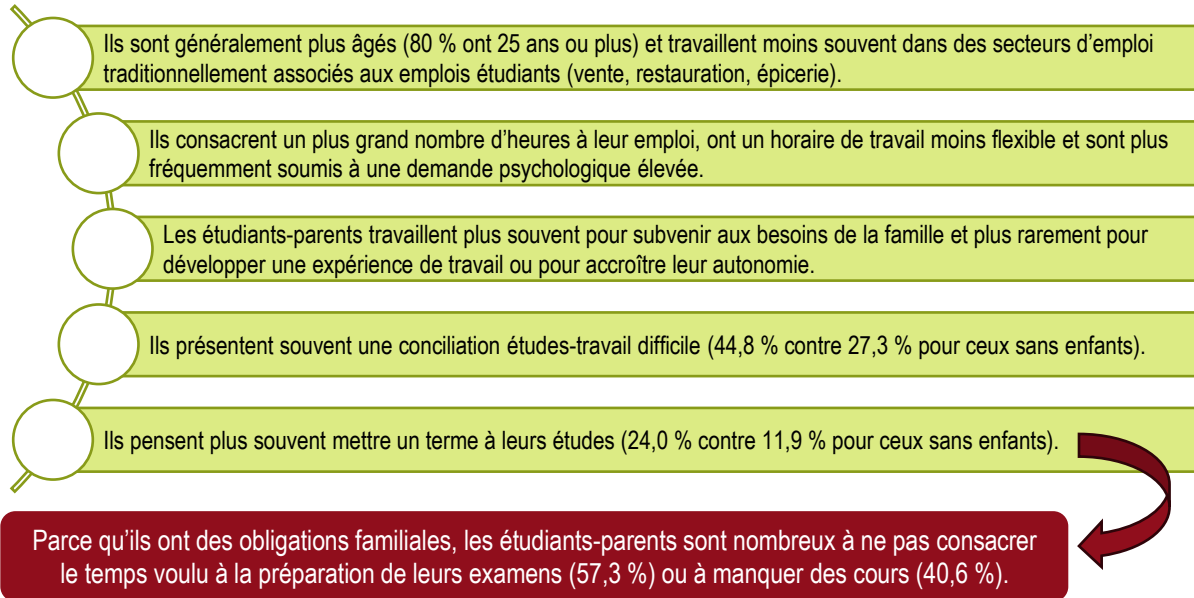 Ils sont généralement plus âgés (80 % ont 25 ans ou plus) et travaillent moins souvent dans des secteurs d’emploi
traditionnellement associés aux emplois étudiants (vente, restauration, épicerie).
Ils consacrent un plus grand nombre d’heures à leur emploi, ont un horaire de travail moins flexible et sont plus
fréquemment soumis à une demande psychologique élevée.
Les étudiants-parents travaillent plus souvent pour subvenir aux besoins de la famille et plus rarement pour
développer une expérience de travail ou pour accroître leur autonomie.
Ils présentent souvent une conciliation études-travail difficile (44,8 % contre 27,3 % pour ceux sans enfants).
Ils pensent plus souvent mettre un terme à leurs études (24,0 % contre 11,9 % pour ceux sans enfants).
Parce qu’ils ont des obligations familiales, les étudiants-parents sont nombreux à ne pas consacrer
le temps voulu à la préparation de leurs examens (57,3 %) ou à manquer des cours (40,6 %).